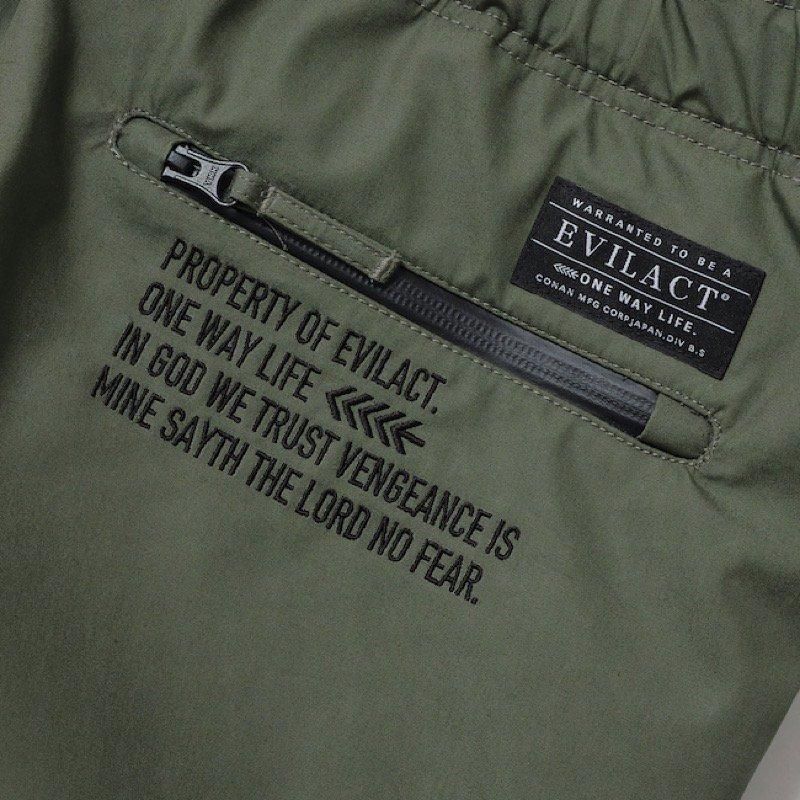 WARRANTED TO BE A
EVILACT®
ONE WAY LIFE.
CONAN MFG CORP.JAPAN.DIV B.S
PROPERTY OF EVILACT.
ONE WAY LIFE
IN GOD WE TRUST VENGEANCE IS
MINE SAYTH THE LORD NO FEAR.